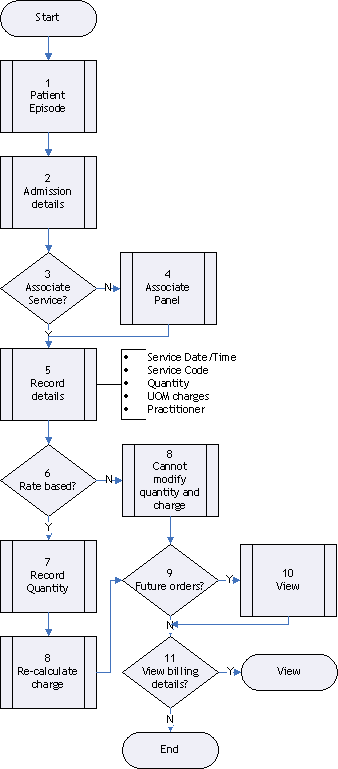 Start
1
Patient
Episode
2
Admission
details
3
Associate
Service?
N
4
Associate
Panel
Y
5
Record
details
• Service Date/Time
• Service Code
• Quantity
• UOM charges
• Practitioner
6
Rate based?
N
8
Cannot
modify
quantity and
charge
Y
7
Record
Quantity
9
Future orders?
Y
10
View
N
8
Re-calculate
charge
11
View billing
details?
Y
View
N
End